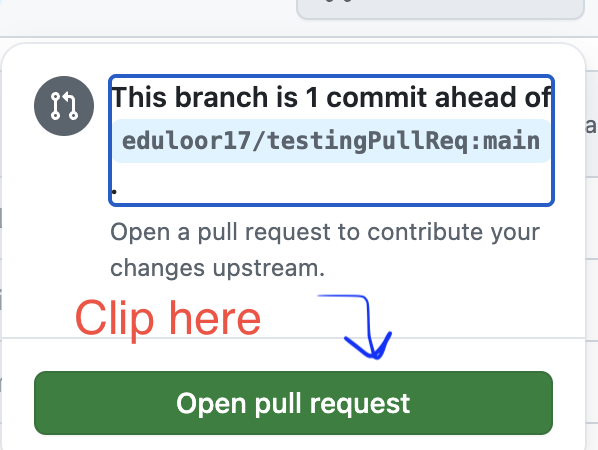 This branch is 1 commit ahead of
eduloor17/testingPullReq:main
.
Open a pull request to contribute your
changes upstream.
Clip here
Open pull request